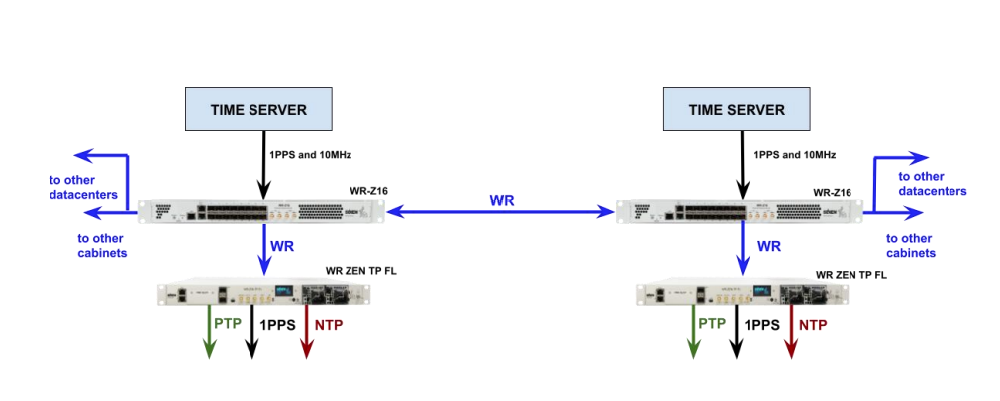 TIME SERVER
TIME SERVER
1PPS and 10MHz
1PPS and 10MHz
to other
datacenters
WR-Z16
WR-Z16
to other
datacenters
WR
to other
cabinets
WR
WR
to other
cabinets
WR ZEN TP FL
WR ZEN TP FL
PTP
1PPS
NTP
PTP
1PPS
NTP